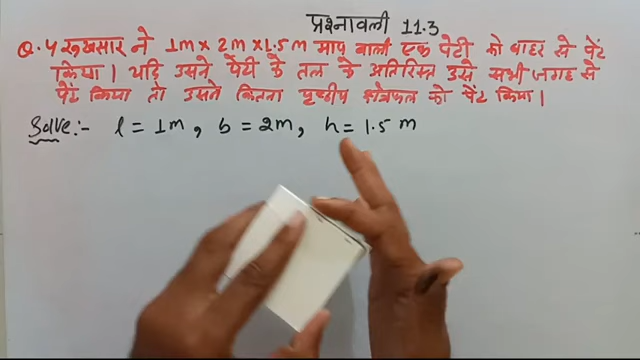 प्रश्नावली 11.3
Q.4 रुखसार ने 1m x 2m x 1.5m माप वाली एक पेटी को बाहर से पेंट
किया। यदि उसने पेटी के तल के अतिरिक्त उसे सभी जगह से
पेंट किया तो उसने कितना पृष्ठीय क्षेत्रफल को पेंट किया।
Solve:- l = 1m, b = 2m, h = 1.5 m